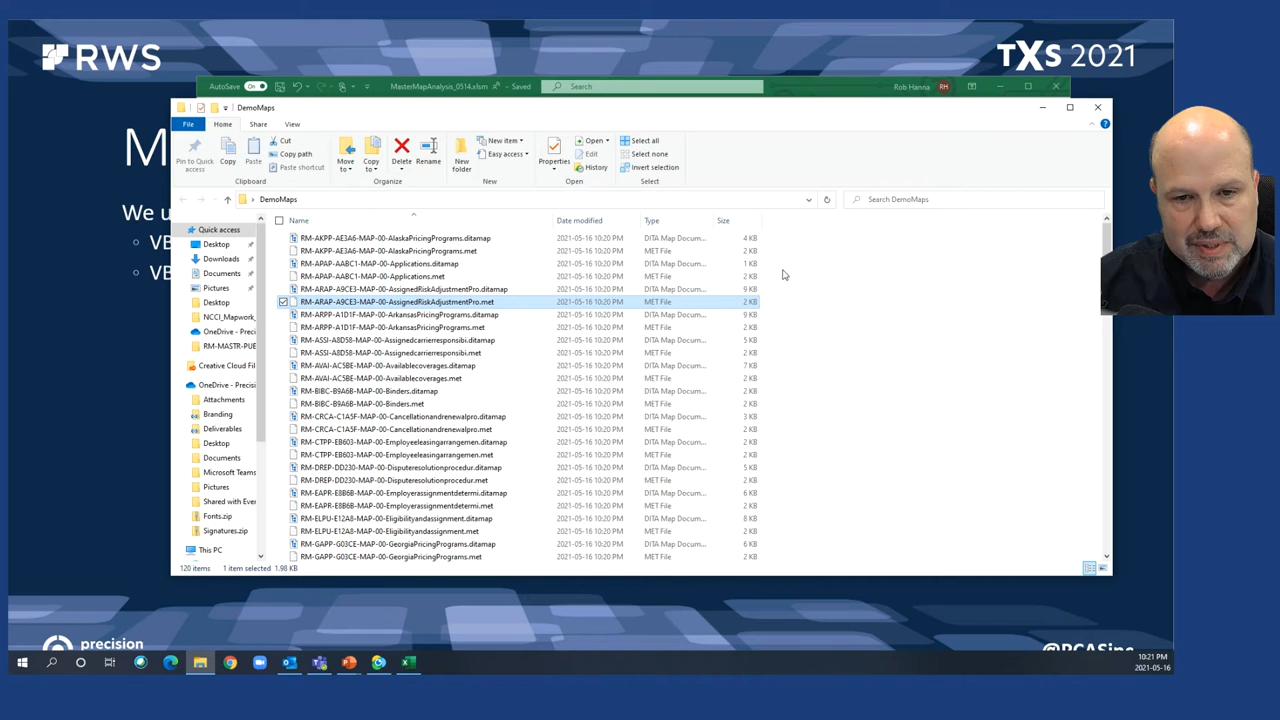 RWS
TXS 2021
AutoSave On
MasterMapAnalysis_0514.xlsm - Saved
Search
Rob Hanna RH
DemoMaps
File Home Share View
Pin to Quick access
Copy
Paste
Cut
Copy path
Paste shortcut
Clipboard
Move to
Copy to
Delete
Rename
Organize
New folder
New item
Easy access
New
Properties
Open
Edit
History
Open
Select all
Select none
Invert selection
Select
DemoMaps
Search DemoMaps
M
We u
VB
VB
Quick access
Desktop
Downloads
Documents
Pictures
Desktop
NCCI_Mapwork_
OneDrive - Precisi
RM-MASTR-PUB
Creative Cloud Fil
OneDrive - Precisio
Attachments
Branding
Deliverables
Desktop
Documents
Microsoft Teams
Pictures
Shared with Ever
Fonts.zip
Signatures.zip
This PC
Name Date modified Type Size
RM-AKPP-AE3A6-MAP-00-AlaskaPricingPrograms.ditamap 2021-05-16 10:20 PM DITA Map Docum... 4 KB
RM-AKPP-AE3A6-MAP-00-AlaskaPricingPrograms.met 2021-05-16 10:20 PM MET File 2 KB
RM-APAP-AABC1-MAP-00-Applications.ditamap 2021-05-16 10:20 PM DITA Map Docum... 1 KB
RM-APAP-AABC1-MAP-00-Applications.met 2021-05-16 10:20 PM MET File 2 KB
RM-ARAP-A9CE3-MAP-00-AssignedRiskAdjustmentPro.ditamap 2021-05-16 10:20 PM DITA Map Docum... 9 KB
RM-ARAP-A9CE3-MAP-00-AssignedRiskAdjustmentPro.met 2021-05-16 10:20 PM MET File 2 KB
RM-ARPP-A1D1F-MAP-00-ArkansasPricingPrograms.ditamap 2021-05-16 10:20 PM DITA Map Docum... 9 KB
RM-ARPP-A1D1F-MAP-00-ArkansasPricingPrograms.met 2021-05-16 10:20 PM MET File 2 KB
RM-ASSI-A8D58-MAP-00-Assignedcarrierresponsibi.ditamap 2021-05-16 10:20 PM DITA Map Docum... 5 KB
RM-ASSI-A8D58-MAP-00-Assignedcarrierresponsibi.met 2021-05-16 10:20 PM MET File 2 KB
RM-AVAI-AC5BE-MAP-00-Availablecoverages.ditamap 2021-05-16 10:20 PM DITA Map Docum... 7 KB
RM-AVAI-AC5BE-MAP-00-Availablecoverages.met 2021-05-16 10:20 PM MET File 2 KB
RM-BIBC-B9A6B-MAP-00-Binders.ditamap 2021-05-16 10:20 PM DITA Map Docum... 2 KB
RM-BIBC-B9A6B-MAP-00-Binders.met 2021-05-16 10:20 PM MET File 2 KB
RM-CRCA-C1A5F-MAP-00-Cancellationandrenewalpro.ditamap 2021-05-16 10:20 PM DITA Map Docum... 3 KB
RM-CRCA-C1A5F-MAP-00-Cancellationandrenewalpro.met 2021-05-16 10:20 PM MET File 2 KB
RM-CTPP-EB603-MAP-00-Employeeleasingarrangemen.ditamap 2021-05-16 10:20 PM DITA Map Docum... 2 KB
RM-CTPP-EB603-MAP-00-Employeeleasingarrangemen.met 2021-05-16 10:20 PM MET File 2 KB
RM-DREP-DD230-MAP-00-Disputeresolutionprocedur.ditamap 2021-05-16 10:20 PM DITA Map Docum... 5 KB
RM-DREP-DD230-MAP-00-Disputeresolutionprocedur.met 2021-05-16 10:20 PM MET File 2 KB
RM-EAPR-E8B6B-MAP-00-Employerassignmentdetermi.ditamap 2021-05-16 10:20 PM DITA Map Docum... 6 KB
RM-EAPR-E8B6B-MAP-00-Employerassignmentdetermi.met 2021-05-16 10:20 PM MET File 2 KB
RM-ELPU-E12A8-MAP-00-Eligibilityandassignment.ditamap 2021-05-16 10:20 PM DITA Map Docum... 8 KB
RM-ELPU-E12A8-MAP-00-Eligibilityandassignment.met 2021-05-16 10:20 PM MET File 2 KB
RM-GAPP-G03CE-MAP-00-GeorgiaPricingPrograms.ditamap 2021-05-16 10:20 PM DITA Map Docum... 6 KB
RM-GAPP-G03CE-MAP-00-GeorgiaPricingPrograms.met 2021-05-16 10:20 PM MET File 2 KB
120 items 1 item selected 1.98 KB
precision
@PCASinc
10:21 PM
2021-05-16